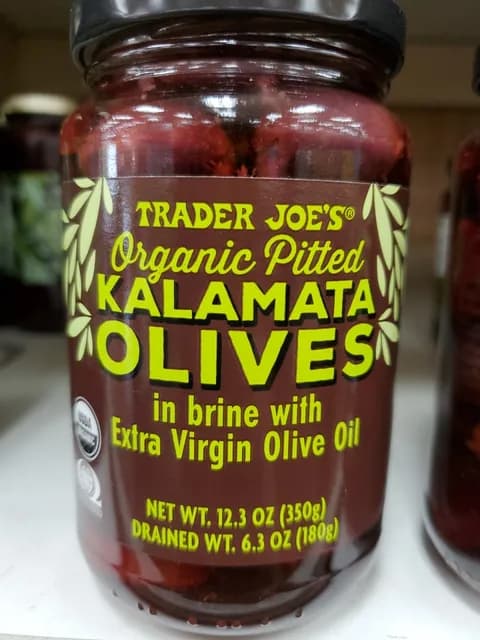 TRADER JOE'S®
Organic Pitted
KALAMATA
OLIVES
in brine with
Extra Virgin Olive Oil
USDA
NET WT. 12.3 OZ (350g)
DRAINED WT. 6.3 OZ (180g)